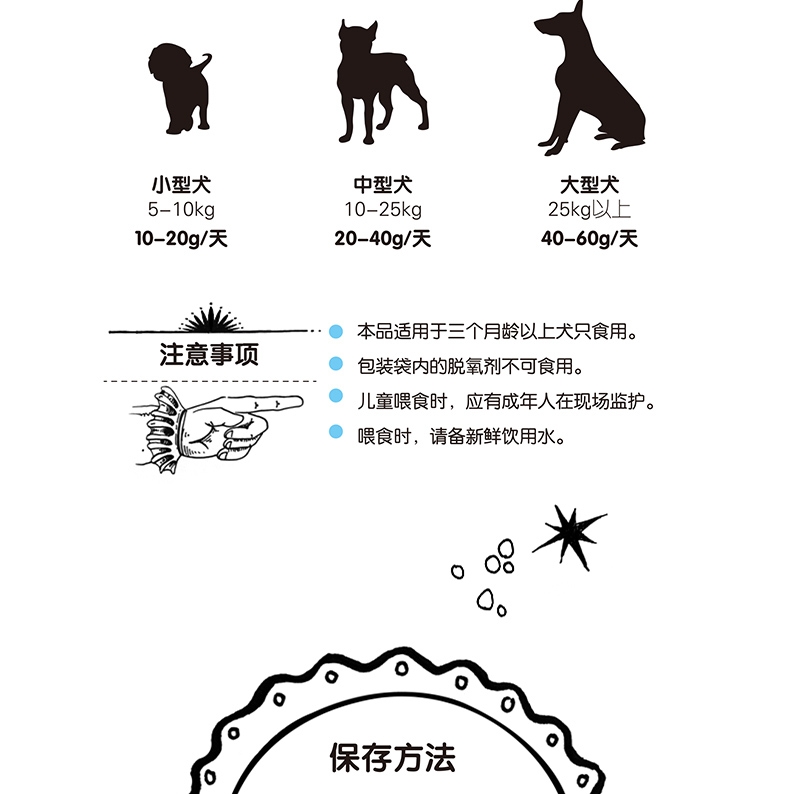 小型犬
5-10kg
10-20g/天
中型犬
10-25kg
20-40g/天
大型犬
25kg以上
40-60g/天
注意事项
本品适用于三个月龄以上犬只食用。
包装袋内的脱氧剂不可食用。
儿童喂食时，应有成年人在现场监护。
喂食时，请备新鲜饮用水。
保存方法